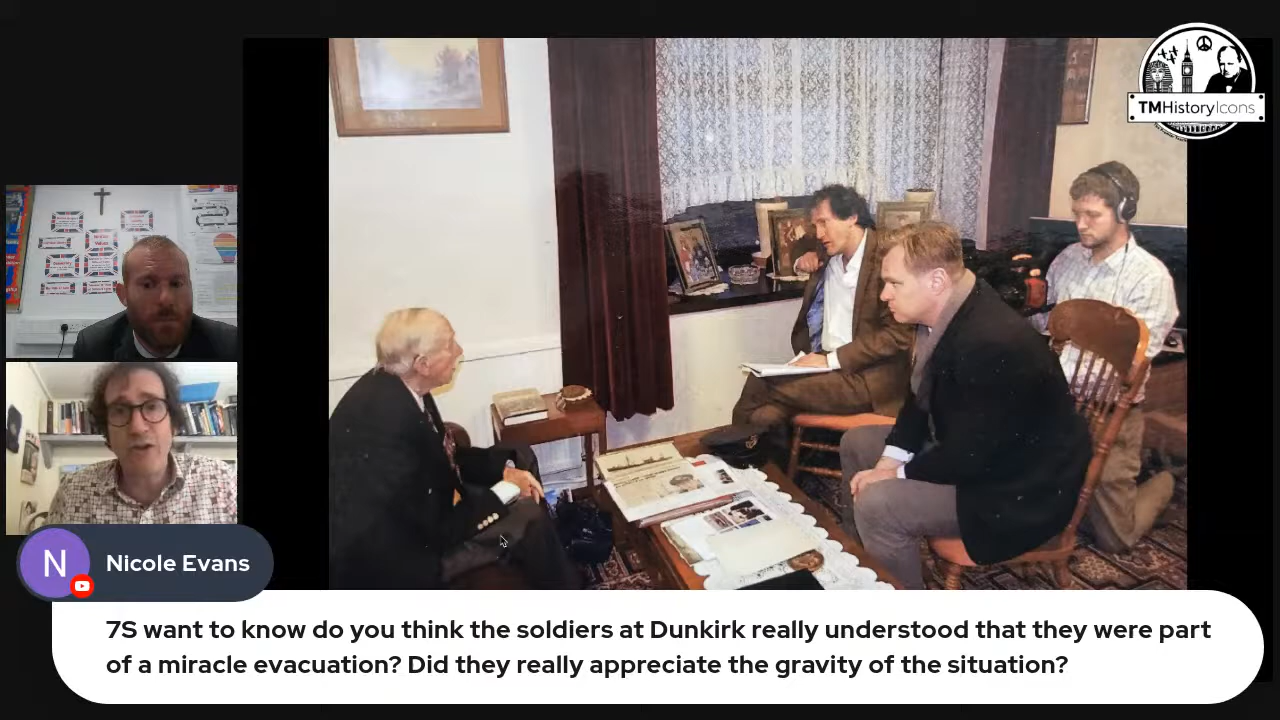 TMHistoryIcons
N
Nicole Evans
7S want to know do you think the soldiers at Dunkirk really understood that they were part
of a miracle evacuation? Did they really appreciate the gravity of the situation?